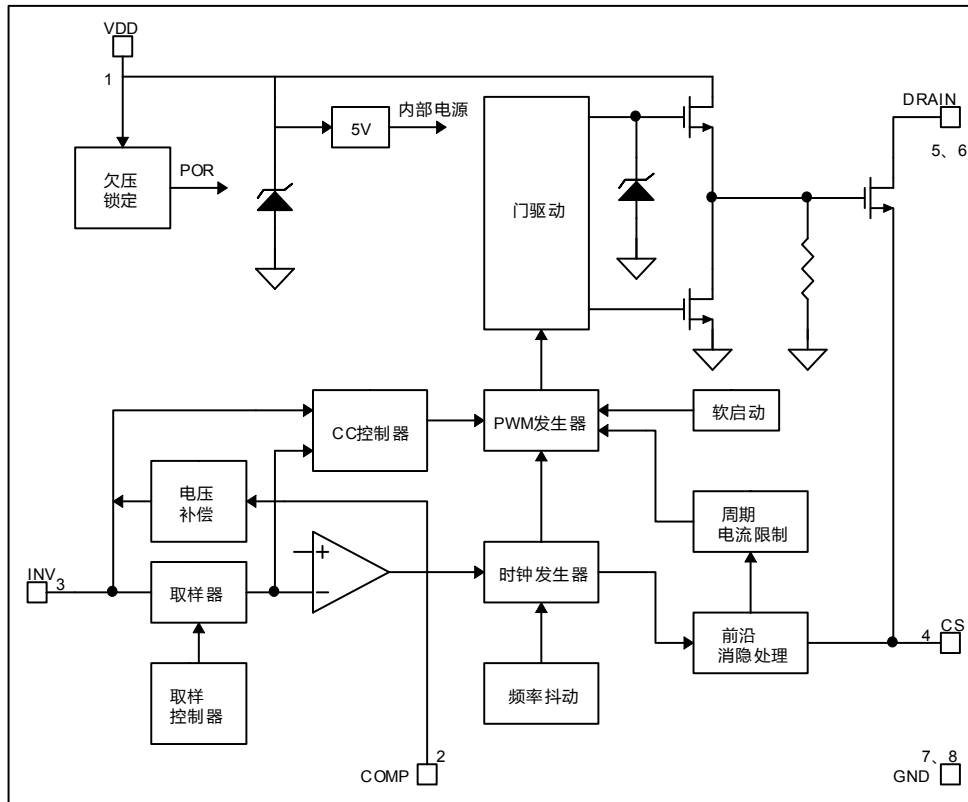 VDD
1
DRAIN
5、6
5V
内部电源
欠压
锁定
POR
门驱动
CC控制器
PWM发生器
软启动
电压
补偿
周期
电流限制
INV
3
取样器
+
−
时钟发生器
前沿
消隐处理
4
CS
取样
控制器
频率抖动
COMP
2
7、8
GND